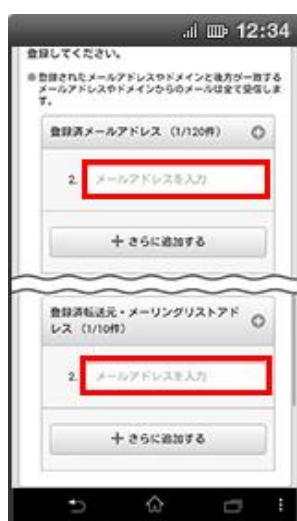 12:34
登録してください。
※登録されたメールアドレスやドメインと後方が一致する
メールアドレスやドメインからのメールは全て受信しま
す。
登録済メールアドレス (1/120件)
2. メールアドレスを入力
+ さらに追加する
登録済転送元・メーリングリストアド
レス (1/10件)
2. メールアドレスを入力
+ さらに追加する